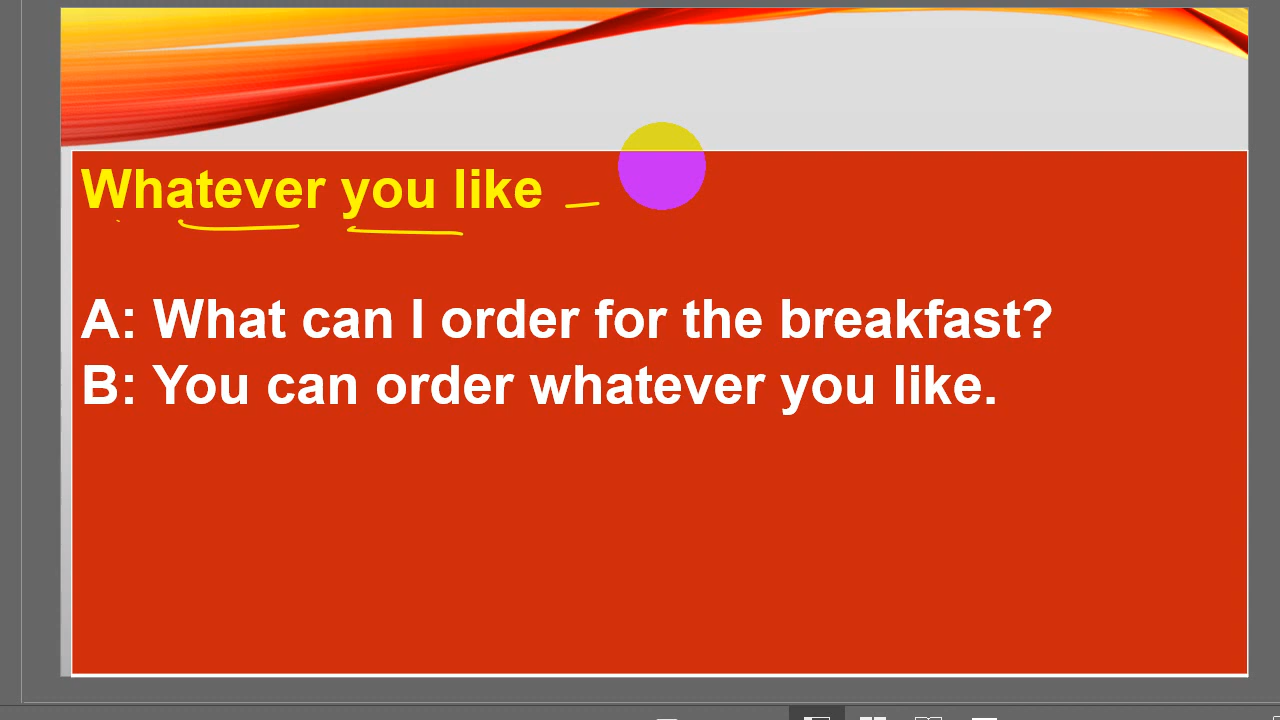 Whatever you like
A: What can I order for the breakfast?
B: You can order whatever you like.